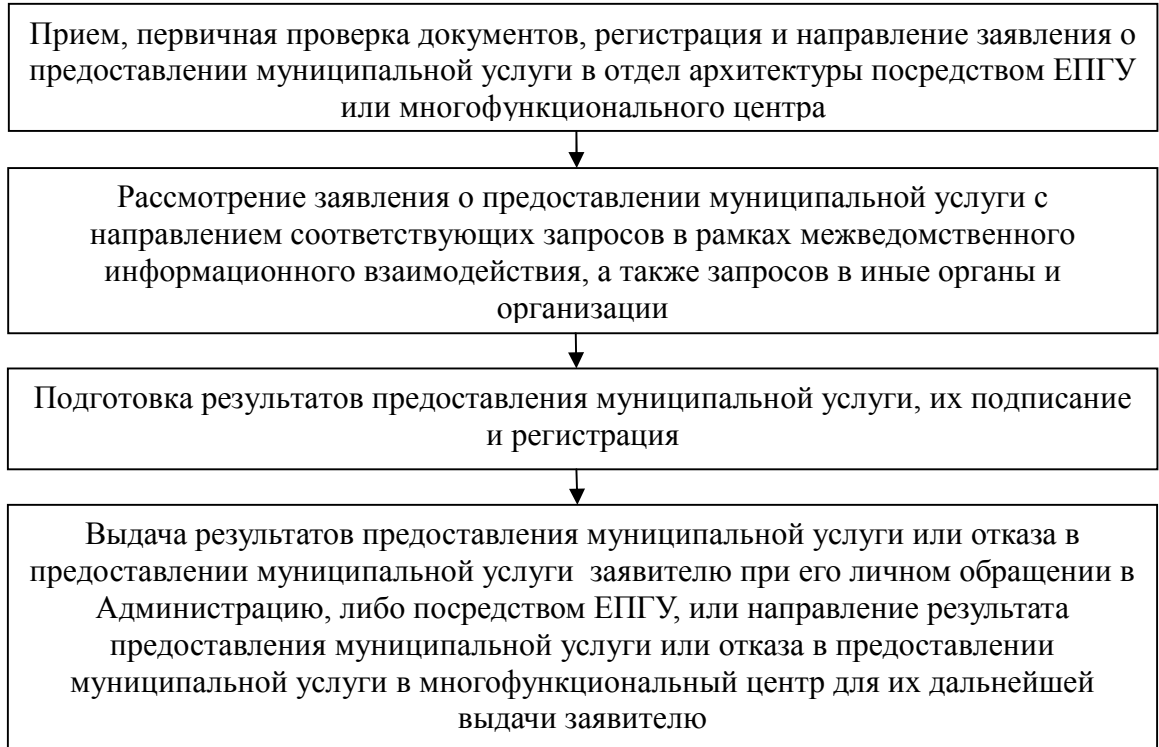 Прием, первичная проверка документов, регистрация и направление заявления о
предоставлении муниципальной услуги в отдел архитектуры посредством ЕПГУ
или многофункционального центра
Рассмотрение заявления о предоставлении муниципальной услуги с
направлением соответствующих запросов в рамках межведомственного
информационного взаимодействия, а также запросов в иные органы и
организации
Подготовка результатов предоставления муниципальной услуги, их подписание
и регистрация
Выдача результатов предоставления муниципальной услуги или отказа в
предоставлении муниципальной услуги заявителю при его личном обращении в
Администрацию, либо посредством ЕПГУ, или направление результата
предоставления муниципальной услуги или отказа в предоставлении
муниципальной услуги в многофункциональный центр для их дальнейшей
выдачи заявителю